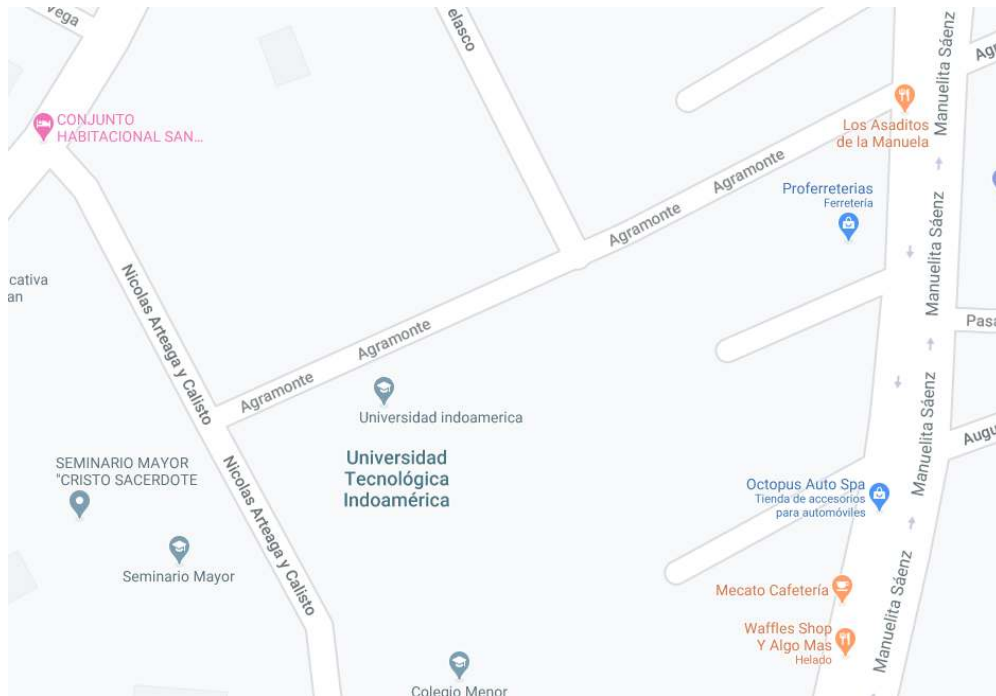 vega
elasco
CONJUNTO
HABITACIONAL SAN...
Manuelita Sáenz
Agr
Los Asaditos
de la Manuela
Agramonte
Proferreterias
Ferretería
Agramonte
Manuelita Sáenz
cativa
an
Nicolas Arteaga y Calisto
Agramonte
Pasa
Agramonte
Universidad indoamerica
Manuelita Sáenz
Augu
Universidad
Tecnológica
Indoamérica
SEMINARIO MAYOR
"CRISTO SACERDOTE
Nicolas Arteaga y Calisto
Octopus Auto Spa
Tienda de accesorios
para automóviles
Seminario Mayor
Manuelita Sáenz
Mecato Cafetería
Waffles Shop
Y Algo Mas
Helado
Colegio Menor